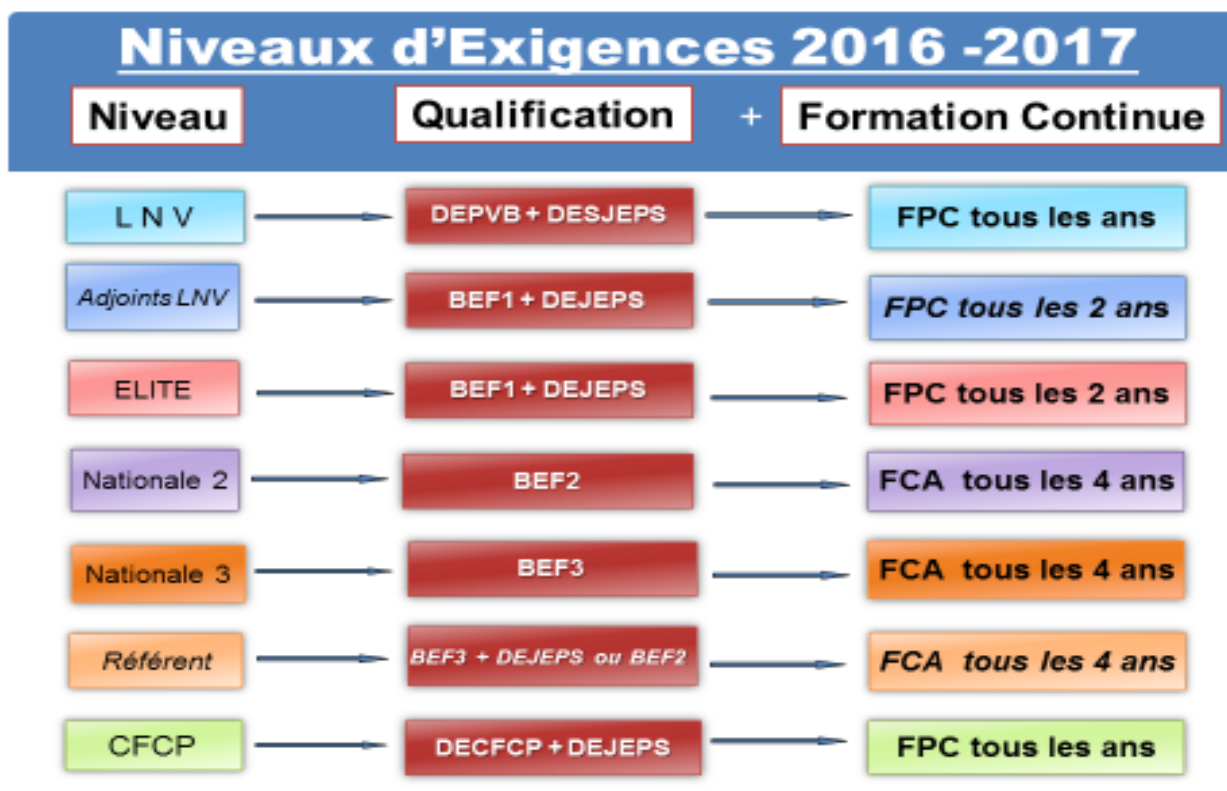 Niveaux d'Exigences 2016 -2017
Niveau Qualification + Formation Continue
L N V DEPVB + DESJEPS FPC tous les ans
Adjoints LNV BEF1 + DEJEPS FPC tous les 2 ans
ELITE BEF1 + DEJEPS FPC tous les 2 ans
Nationale 2 BEF2 FCA tous les 4 ans
Nationale 3 BEF3 FCA tous les 4 ans
Référent BEF3 + DEJEPS ou BEF2 FCA tous les 4 ans
CFCP DECFCP + DEJEPS FPC tous les ans